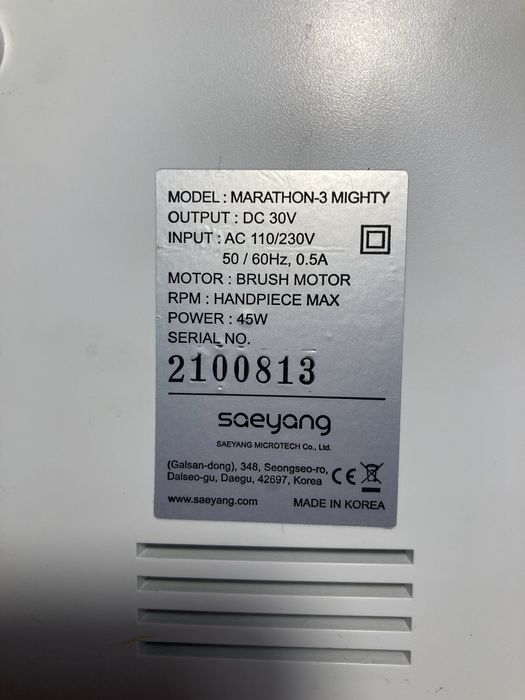 MODEL : MARATHON-3 MIGHTY
OUTPUT : DC 30V
INPUT : AC 110/230V
50 / 60Hz, 0.5A
MOTOR : BRUSH MOTOR
RPM : HANDPIECE MAX
POWER : 45W
SERIAL NO.
2100813
saeyang
SAEYANG MICROTECH Co., Ltd.
(Galsan-dong), 348, Seongseo-ro,
Dalseo-gu, Daegu, 42697, Korea
CE
www.saeyang.com MADE IN KOREA